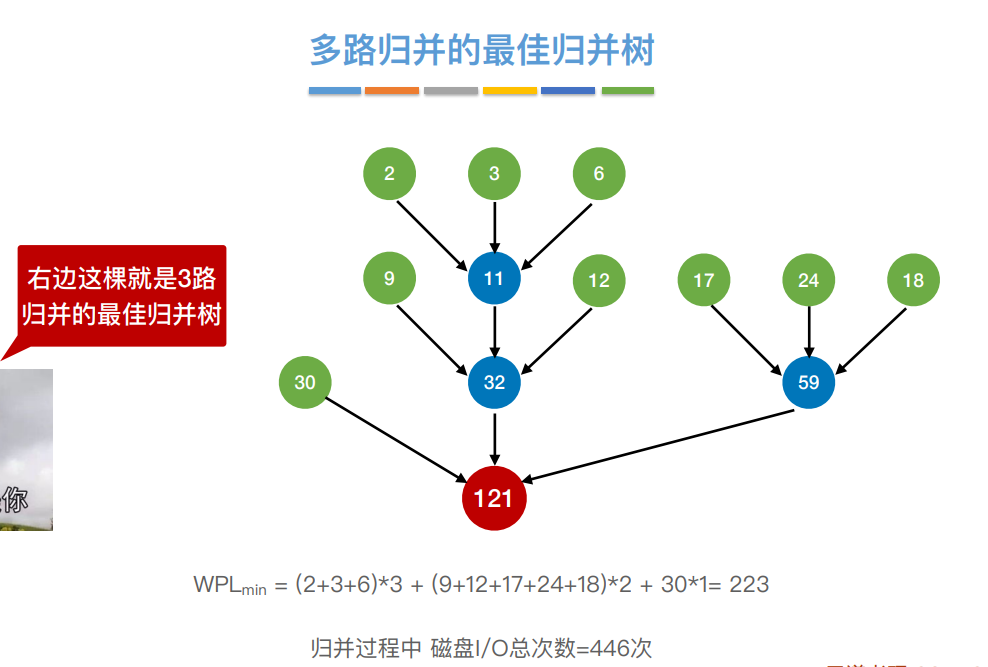 多路归并的最佳归并树
2 3 6
右边这棵就是3路
归并的最佳归并树
9 11 12 17 24 18
30 32 59
你
121
WPLmin = (2+3+6)*3 + (9+12+17+24+18)*2 + 30*1= 223
归并过程中 磁盘I/O总次数=446次